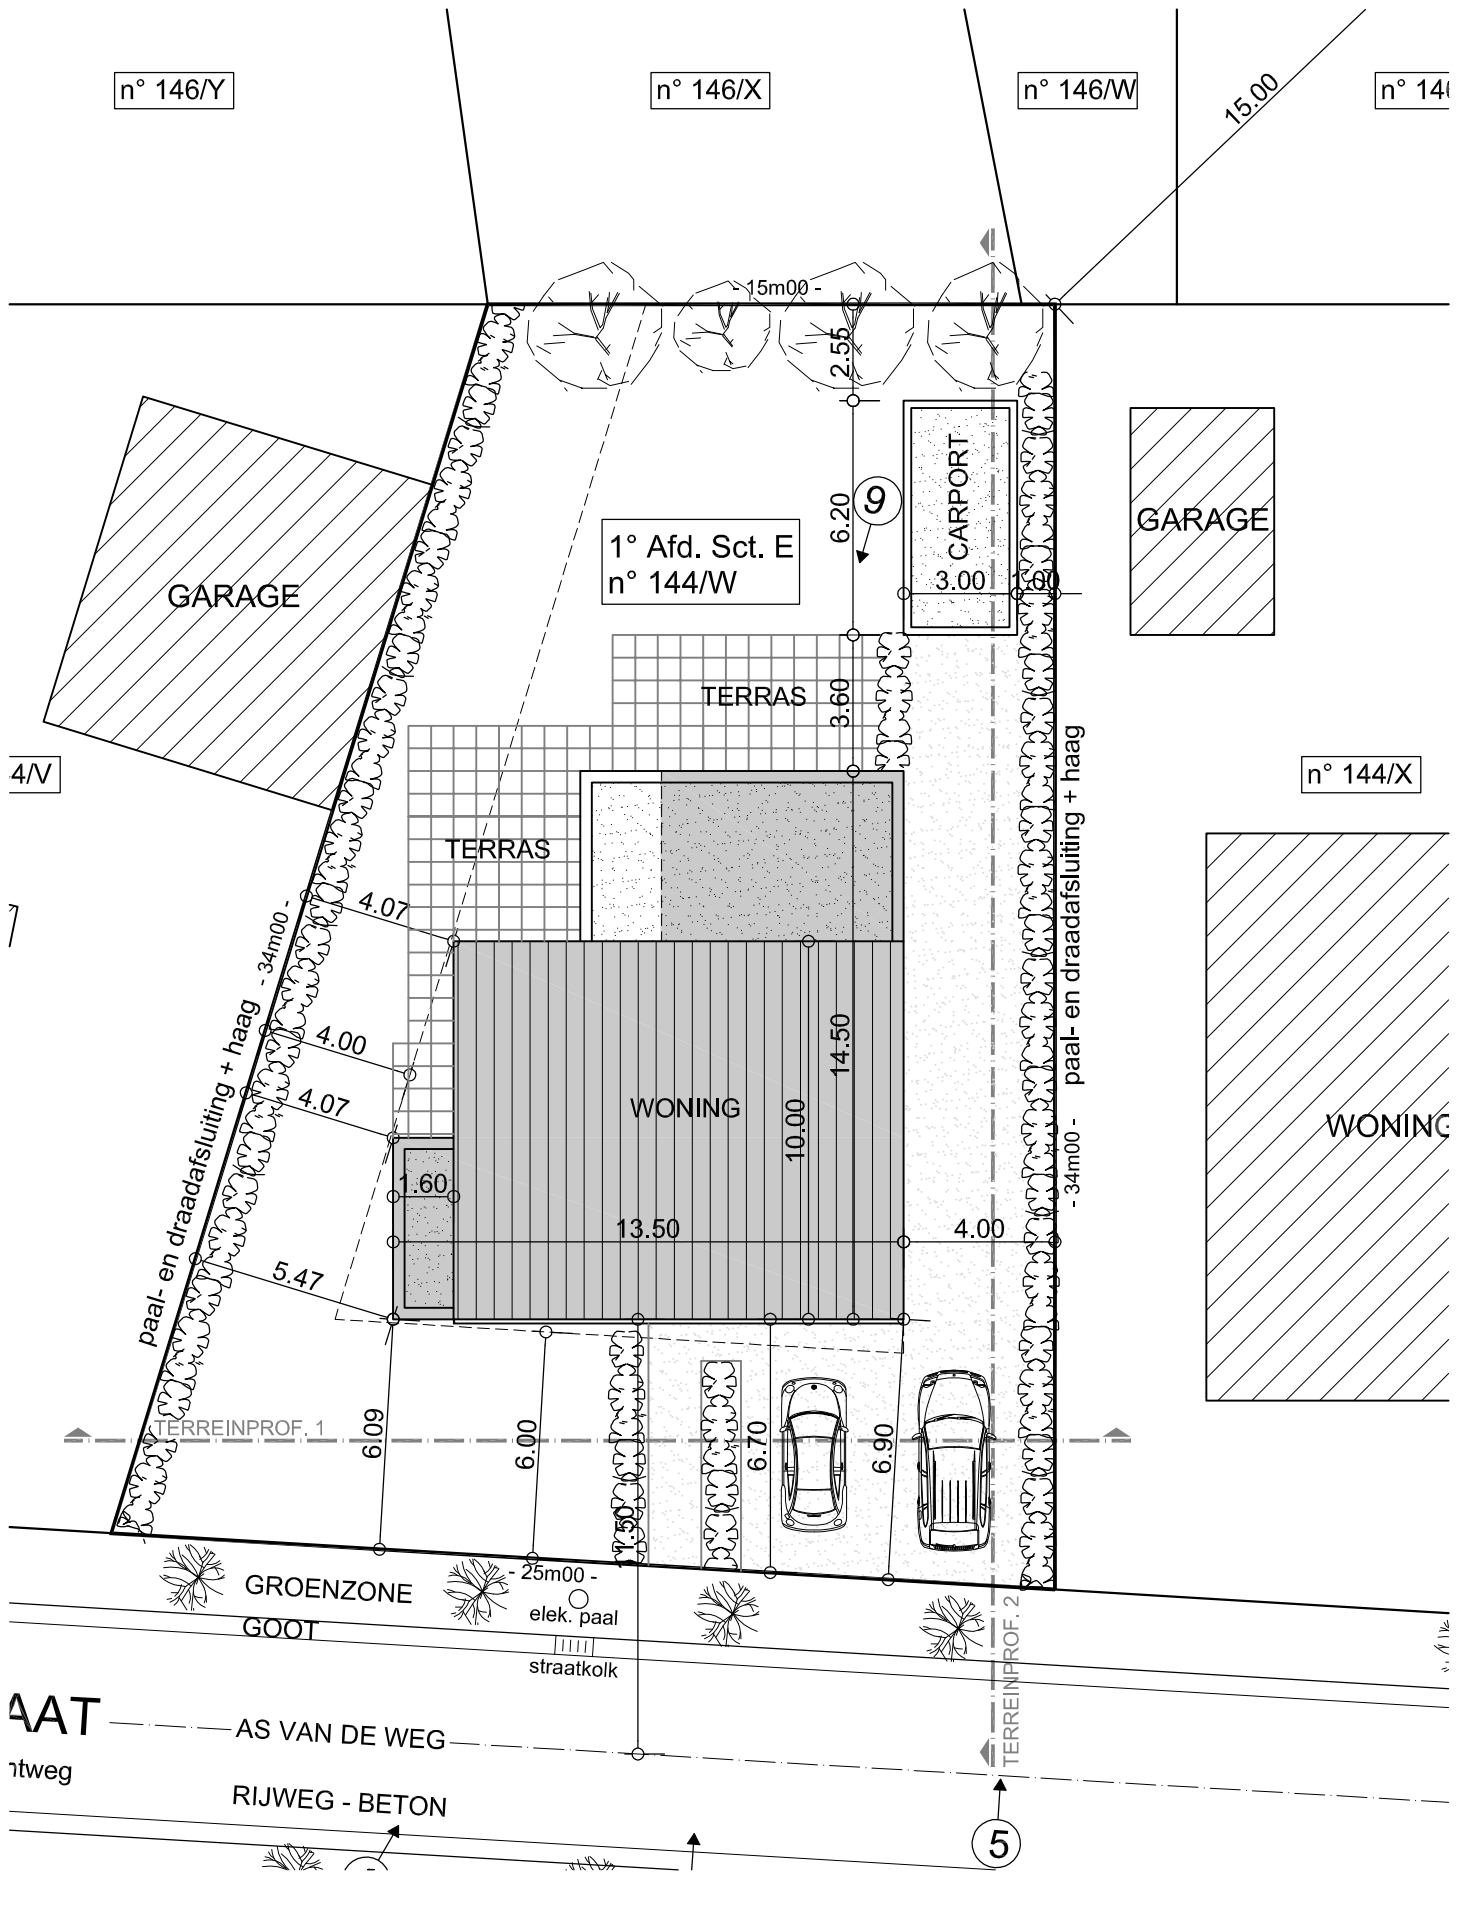 n° 146/Y
n° 146/X
n° 146/W
15.00
- 15m00 -
2.55
CARPORT
9
6.20
GARAGE
1° Afd. Sct. E
n° 144/W
3.00
1.00
GARAGE
TERRAS
3.60
4/V
n° 144/X
TERRAS
4.07
- 34m00 -
paal- en draadafsluiting + haag
paal- en draadafsluiting + haag
- 34m00 -
4.00
14.50
4.07
WONING
10.00
WONING
1.60
13.50
4.00
5.47
TERREINPROF. 1
6.09
6.00
6.70
6.90
- 25m00 -
GROENZONE
elek. paal
GOOT
straatkolk
TERREINPROF. 2
AAT
AS VAN DE WEG
ntweg
RIJWEG - BETON
5